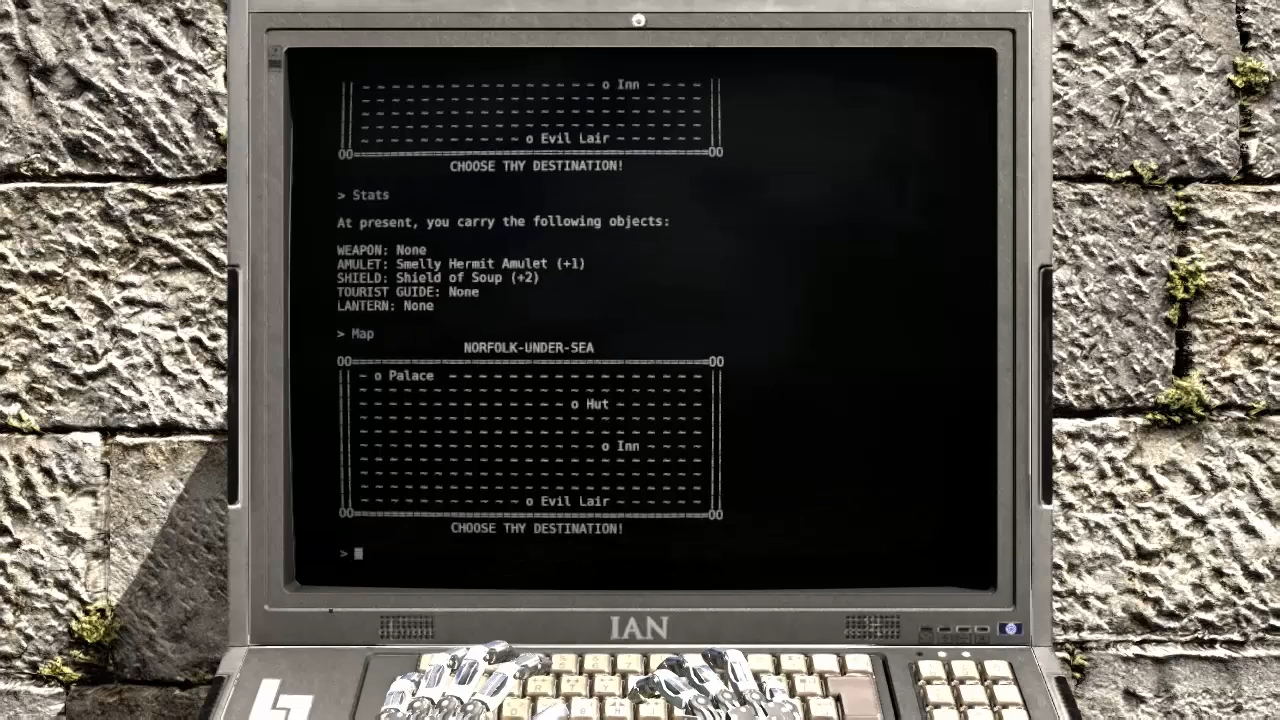 o Inn
o Evil Lair
CHOOSE THY DESTINATION!
> Stats
At present, you carry the following objects:
WEAPON: None
AMULET: Smelly Hermit Amulet (+1)
SHIELD: Shield of Soup (+2)
TOURIST GUIDE: None
LANTERN: None
> Map
NORFOLK-UNDER-SEA
o Palace
o Hut
o Inn
o Evil Lair
CHOOSE THY DESTINATION!
>
IAN